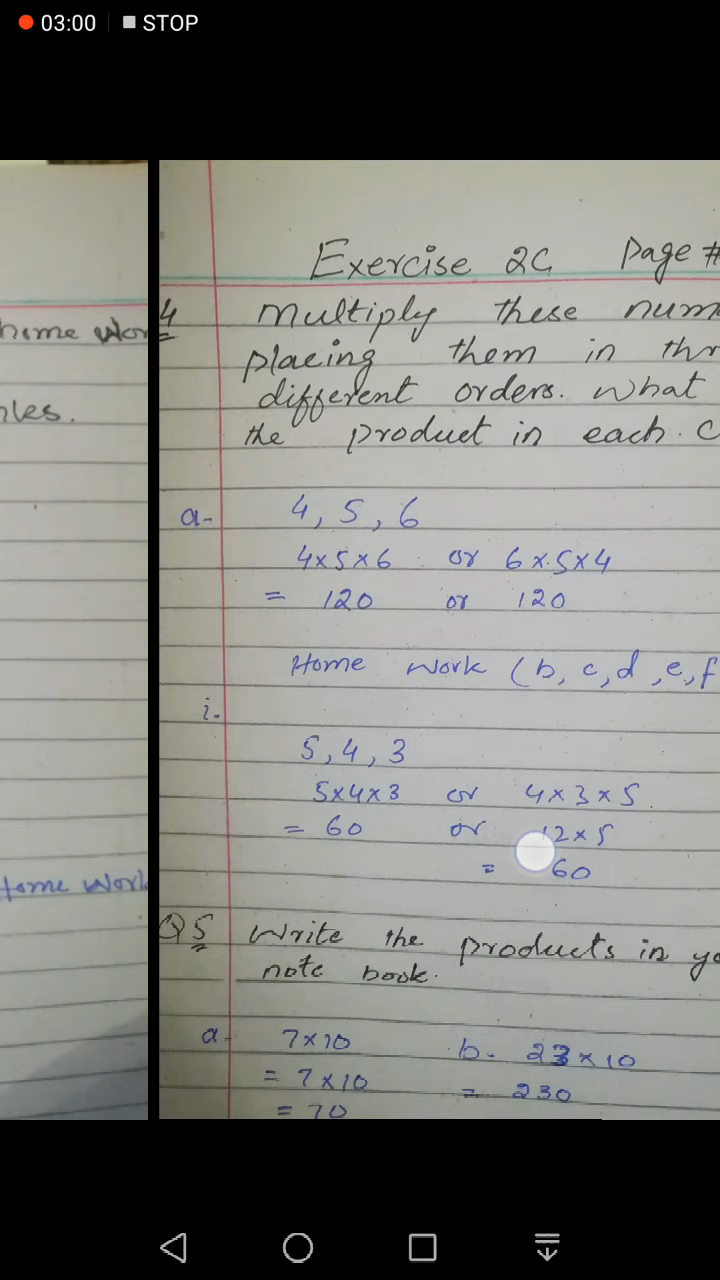 03:00 STOP
Exercise 2C Page #
home Wor
4 Multiply these num
placing them in thr
different orders. What
the product in each c
les.
a- 4, 5, 6
4×5×6 or 6×5×4
= 120 or 120
Home Work (b, c, d, e, f
i.
5, 4, 3
5×4×3 or 4×3×5
= 60 or 12×5
= 60
Home Work
Q5 Write the products in yo
note book.
a- 7×10 b- 23×10
= 7×10 = 230
= 70